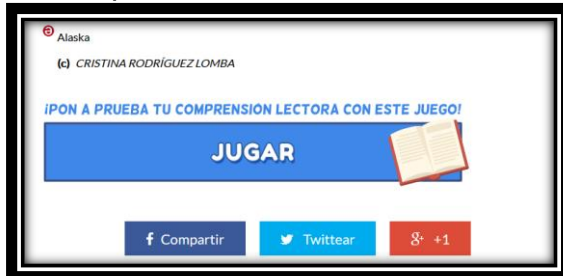 Alaska
(c) CRISTINA RODRÍGUEZ LOMBA
¡PON A PRUEBA TU COMPRENSIÓN LECTORA CON ESTE JUEGO!
JUGAR
f Compartir Twittear g+ +1